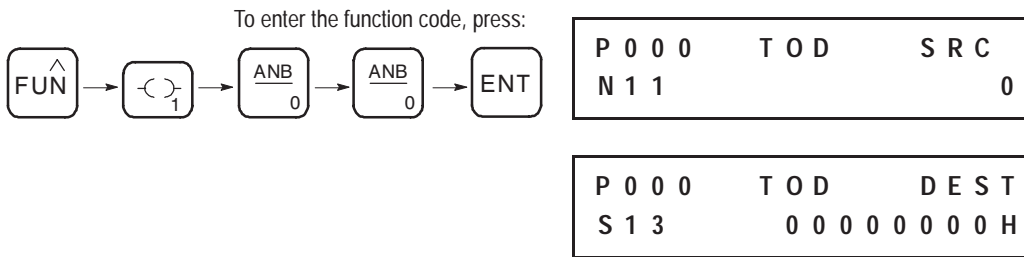 To enter the function code, press:
FUN
1
ANB
0
ANB
0
ENT
P000 TOD SRC
N11 0
P000 TOD DEST
S13 00000000H